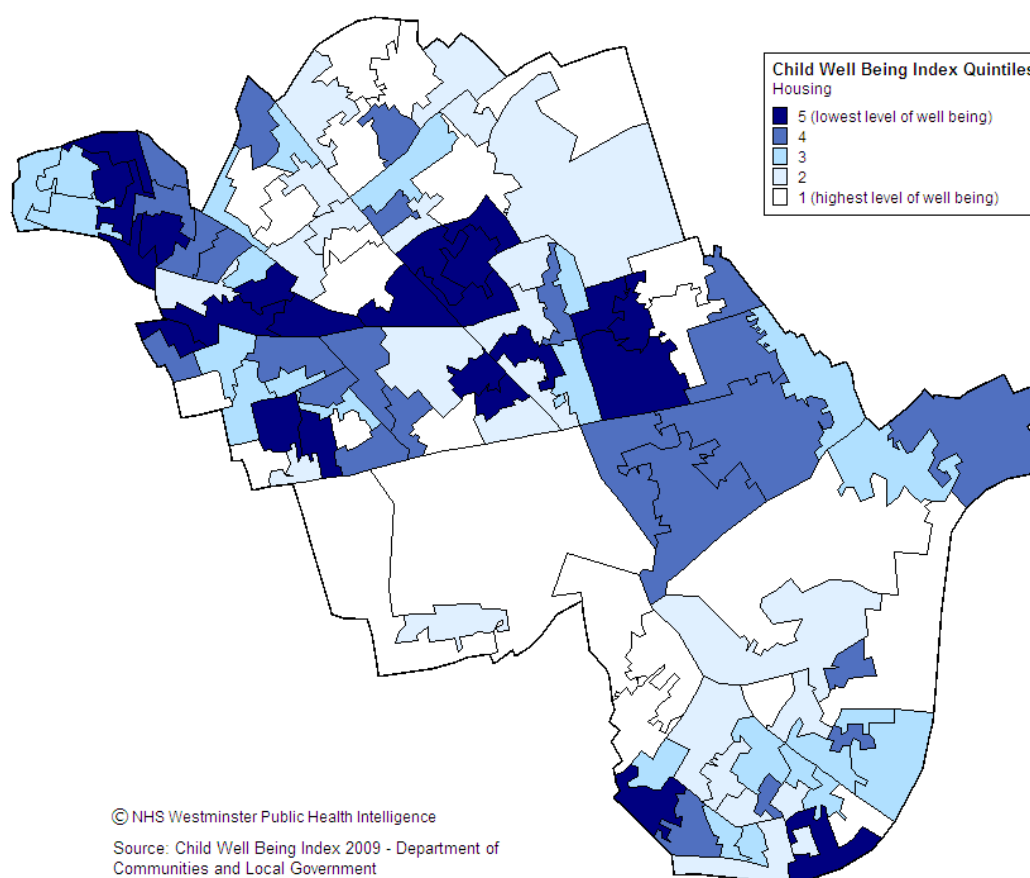 Child Well Being Index Quintiles
Housing
5 (lowest level of well being)
4
3
2
1 (highest level of well being)
© NHS Westminster Public Health Intelligence
Source: Child Well Being Index 2009 - Department of
Communities and Local Government